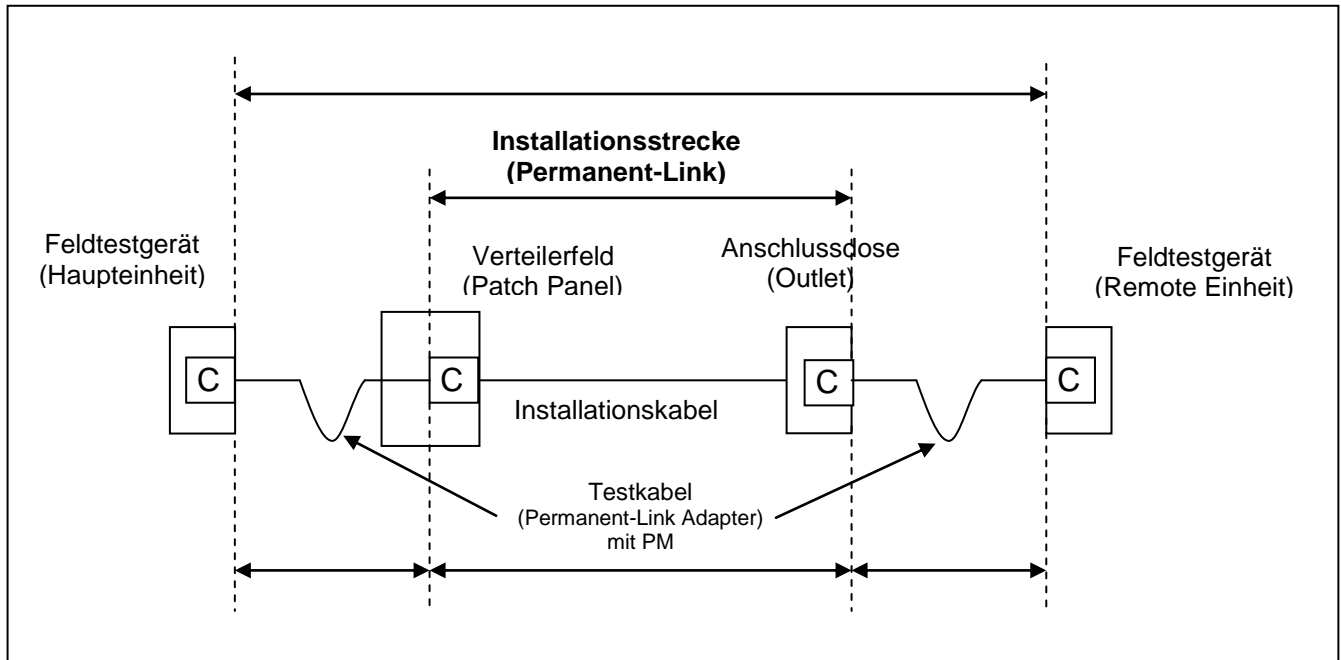 Installationsstrecke
(Permanent-Link)
Feldtestgerät
(Haupteinheit)
Verteilerfeld
(Patch Panel)
Anschlussdose
(Outlet)
Feldtestgerät
(Remote Einheit)
C
C
C
C
Installationskabel
Testkabel
(Permanent-Link Adapter)
mit PM